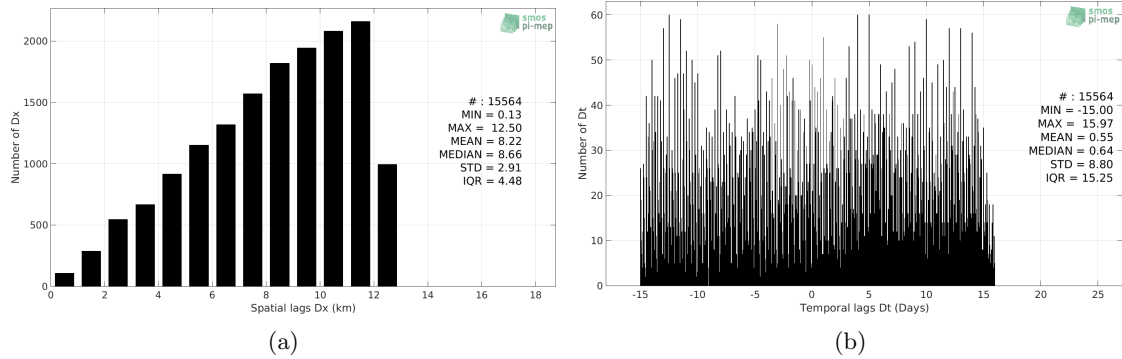 2000
1500
1000
500
0
0 2 4 6 8 10 12 14 16 18
Number of Dx
Spatial lags Dx (km)
smos
pi-mep
# : 15564
MIN = 0.13
MAX = 12.50
MEAN = 8.22
MEDIAN = 8.66
STD = 2.91
IQR = 4.48
(a)
60
50
40
30
20
10
0
-15 -10 -5 0 5 10 15 20 25
Number of Dt
Temporal lags Dt (Days)
smos
pi-mep
# : 15564
MIN = -15.00
MAX = 15.97
MEAN = 0.55
MEDIAN = 0.64
STD = 8.80
IQR = 15.25
(b)